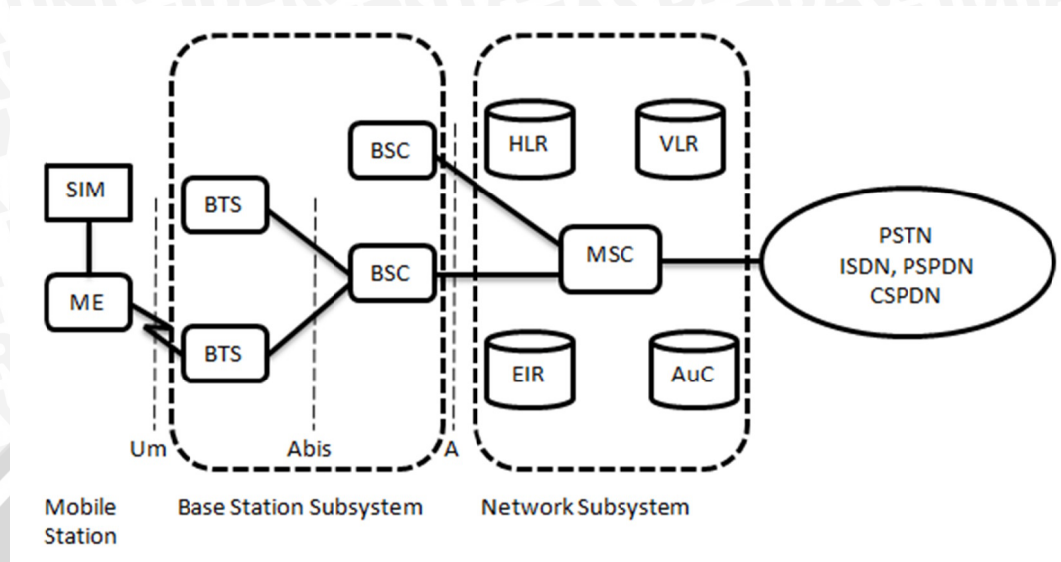 SIM
ME
BTS
BTS
BSC
BSC
HLR
VLR
MSC
EIR
AuC
PSTN
ISDN, PSPDN
CSPDN
Um
Abis
A
Mobile
Station
Base Station Subsystem
Network Subsystem